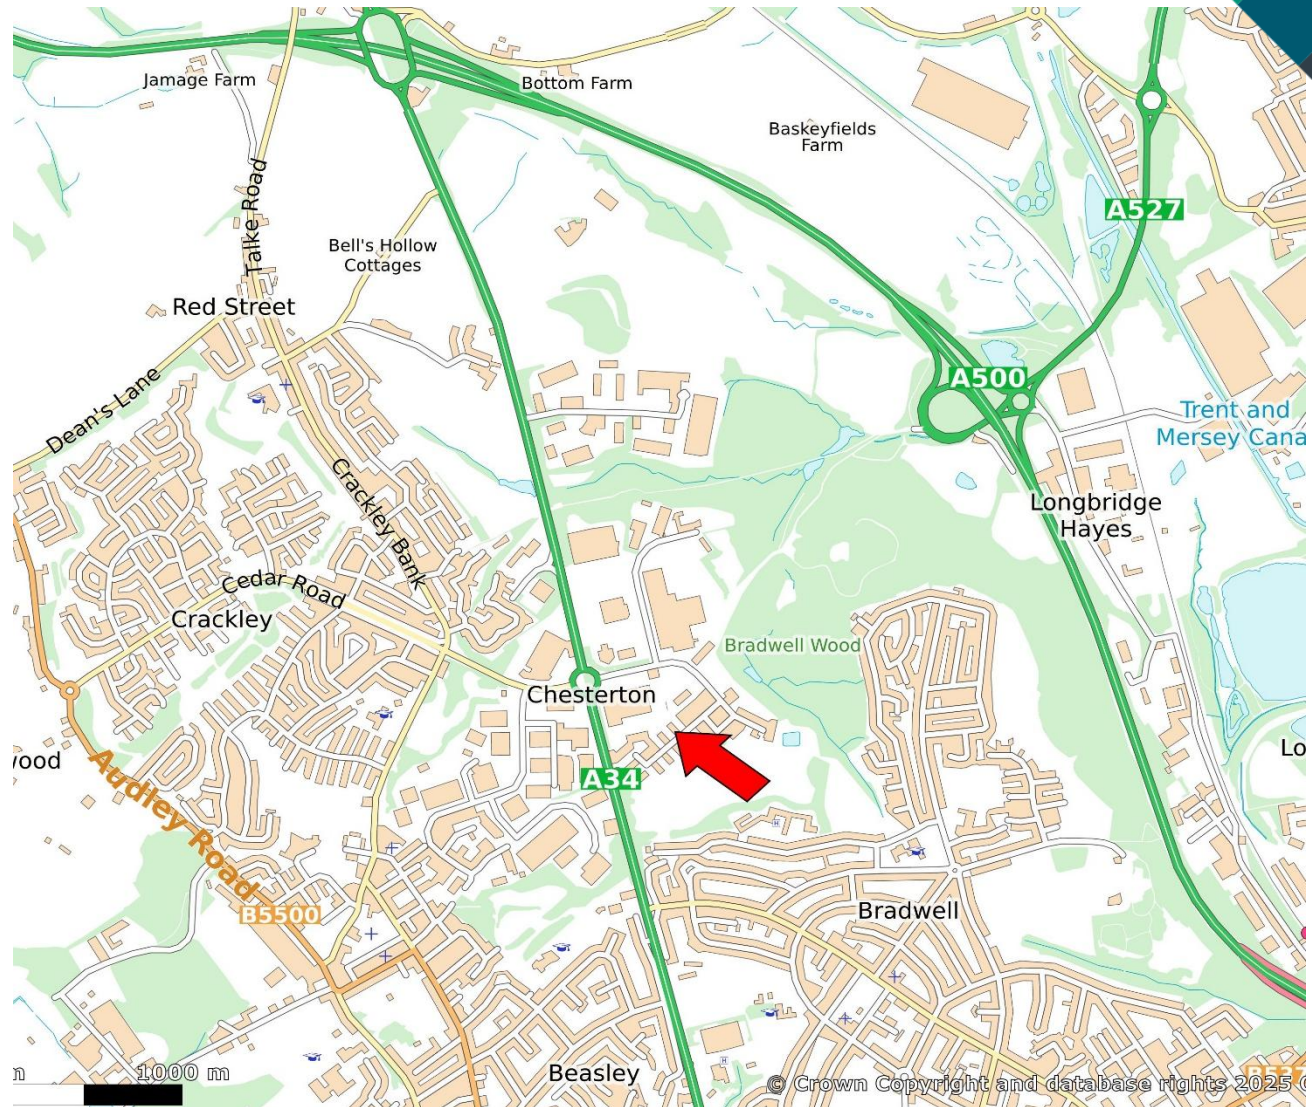 Jamage Farm
Bottom Farm
Baskeyfields
Farm
A527
Talke Road
Bell's Hollow
Cottages
Red Street
A500
Dean's Lane
Trent and
Mersey Cana
Crackley Bank
Longbridge
Hayes
Cedar Road
Crackley
Bradwell Wood
Chesterton
wood
Lo
A34
Audley Road
B5500
Bradwell
H
Beasley
H
1000 m
© Crown Copyright and database rights 2025